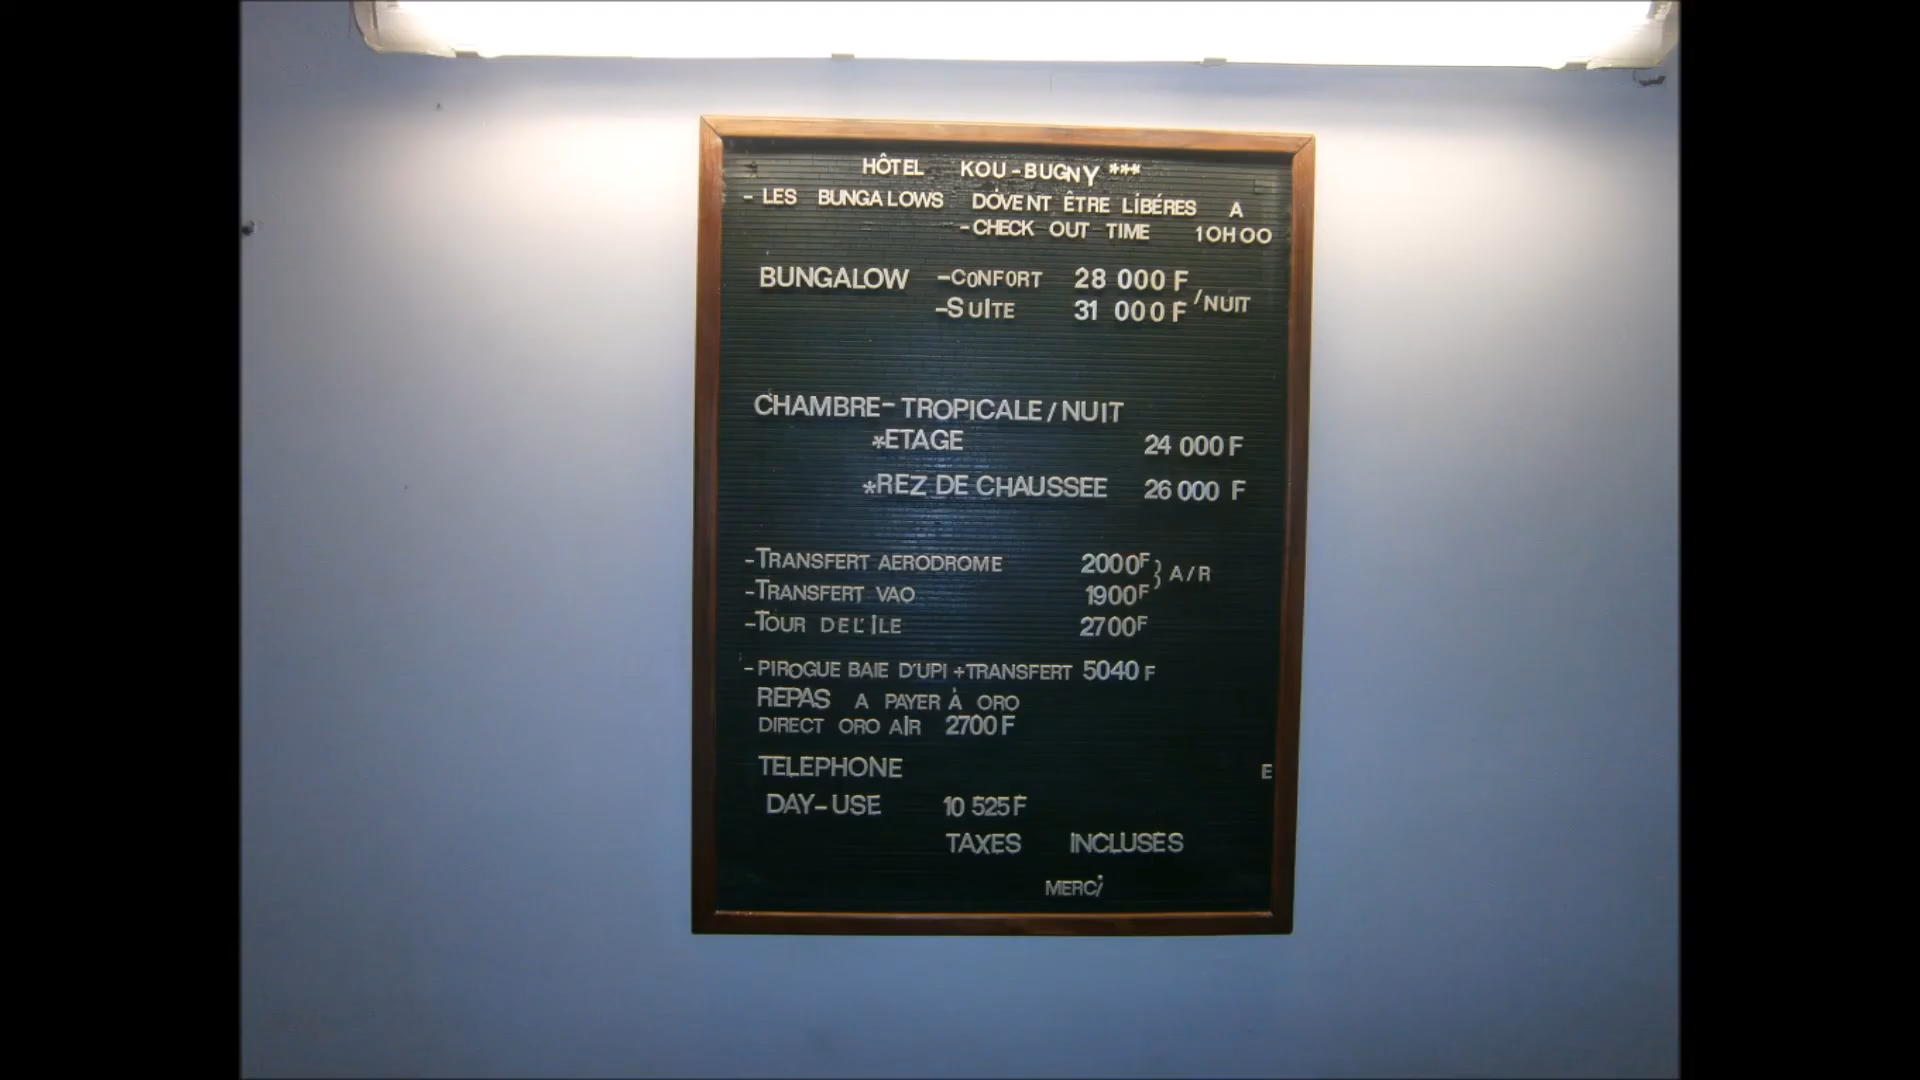 HÔTEL KOU-BUGNY ***
- LES BUNGALOWS DOVENT ÊTRE LIBÉRES A
-CHECK OUT TIME 10H00
BUNGALOW -CONFORT 28 000 F
-SUITE 31 000 F /NUIT
CHAMBRE-TROPICALE/NUIT
*ETAGE 24 000 F
*REZ DE CHAUSSEE 26 000 F
-TRANSFERT AERODROME 2000F } A/R
-TRANSFERT VAO 1900F
-TOUR DE L'ÎLE 2700F
-PIROGUE BAIE D'UPI +TRANSFERT 5040 F
REPAS A PAYER À ORO
DIRECT ORO AIR 2700 F
TELEPHONE E
DAY-USE 10 525 F
TAXES INCLUSES
MERCi